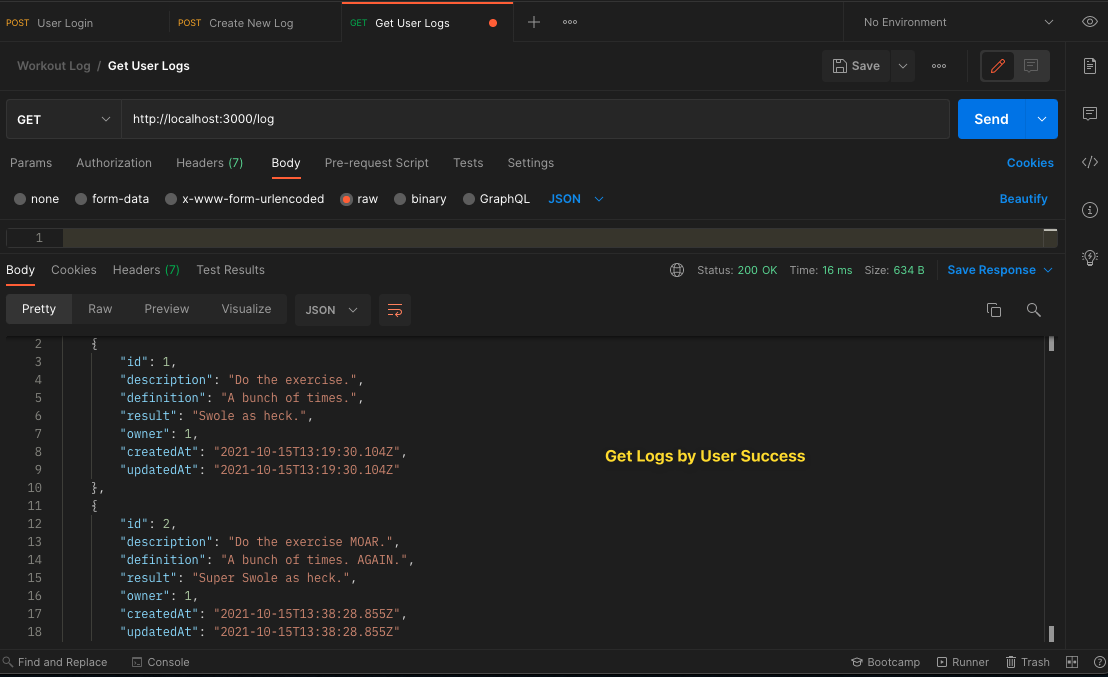 POST User Login POST Create New Log GET Get User Logs No Environment
Workout Log / Get User Logs Save
GET http://localhost:3000/log Send
Params Authorization Headers (7) Body Pre-request Script Tests Settings Cookies
none form-data x-www-form-urlencoded raw binary GraphQL JSON Beautify
1
Body Cookies Headers (7) Test Results Status: 200 OK Time: 16 ms Size: 634 B Save Response
Pretty Raw Preview Visualize JSON
2 {
3 "id": 1,
4 "description": "Do the exercise.",
5 "definition": "A bunch of times.",
6 "result": "Swole as heck.",
7 "owner": 1,
8 "createdAt": "2021-10-15T13:19:30.104Z",
Get Logs by User Success
9 "updatedAt": "2021-10-15T13:19:30.104Z"
10 },
11 {
12 "id": 2,
13 "description": "Do the exercise MOAR.",
14 "definition": "A bunch of times. AGAIN.",
15 "result": "Super Swole as heck.",
16 "owner": 1,
17 "createdAt": "2021-10-15T13:38:28.855Z",
18 "updatedAt": "2021-10-15T13:38:28.855Z"
Find and Replace Console Bootcamp Runner Trash